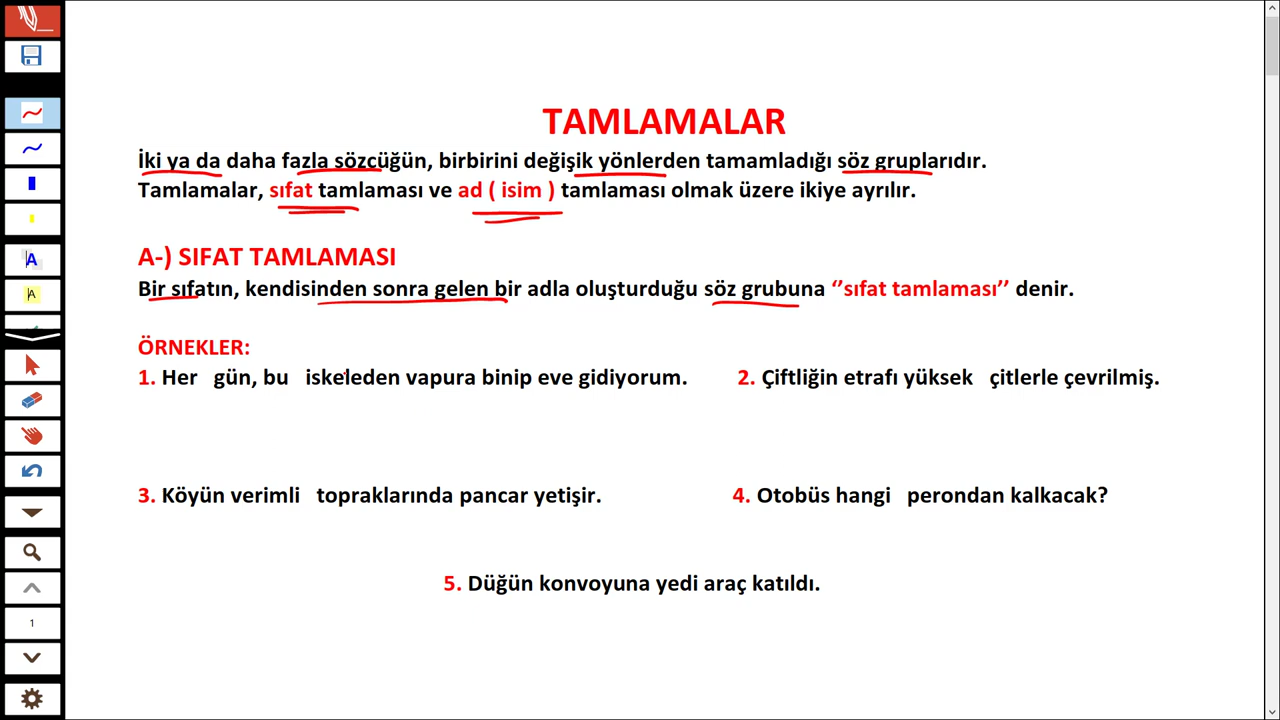 TAMLAMALAR
İki ya da daha fazla sözcüğün, birbirini değişik yönlerden tamamladığı söz gruplarıdır.
Tamlamalar, sıfat tamlaması ve ad ( isim ) tamlaması olmak üzere ikiye ayrılır.
A-) SIFAT TAMLAMASI
Bir sıfatın, kendisinden sonra gelen bir adla oluşturduğu söz grubuna ‘’sıfat tamlaması’’ denir.
ÖRNEKLER:
1. Her gün, bu iskeleden vapura binip eve gidiyorum. 2. Çiftliğin etrafı yüksek çitlerle çevrilmiş.
3. Köyün verimli topraklarında pancar yetişir. 4. Otobüs hangi perondan kalkacak?
5. Düğün konvoyuna yedi araç katıldı.
A
A
1